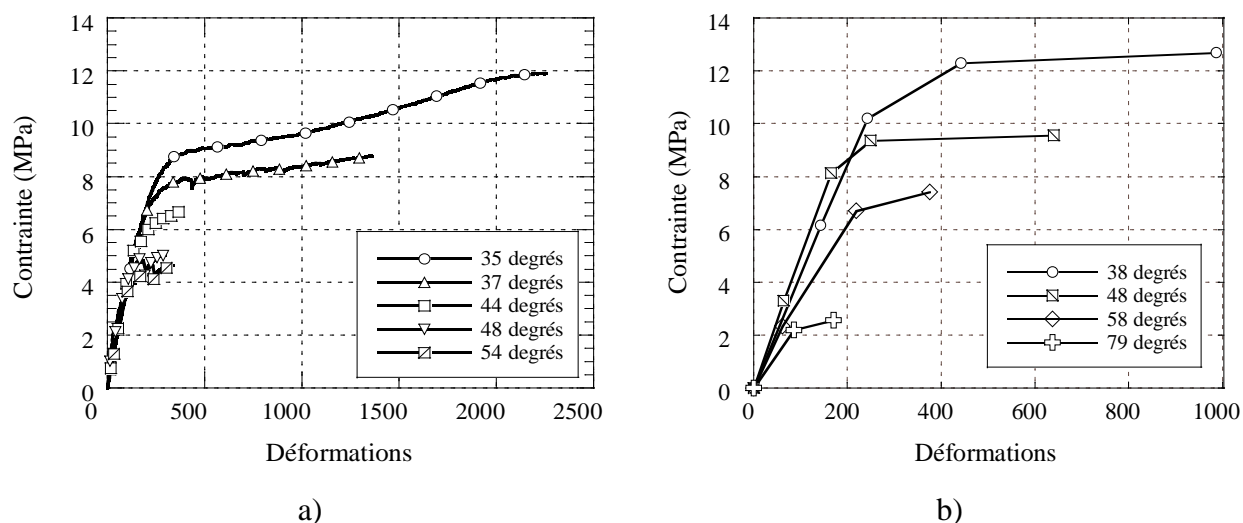 14
12
10
8
6
4
2
0
Contrainte (MPa)
0 500 1000 1500 2000 2500
Déformations
35 degrés
37 degrés
44 degrés
48 degrés
54 degrés
a)
14
12
10
8
6
4
2
0
Contrainte (MPa)
0 200 400 600 800 1000
Déformations
38 degrés
48 degrés
58 degrés
79 degrés
b)